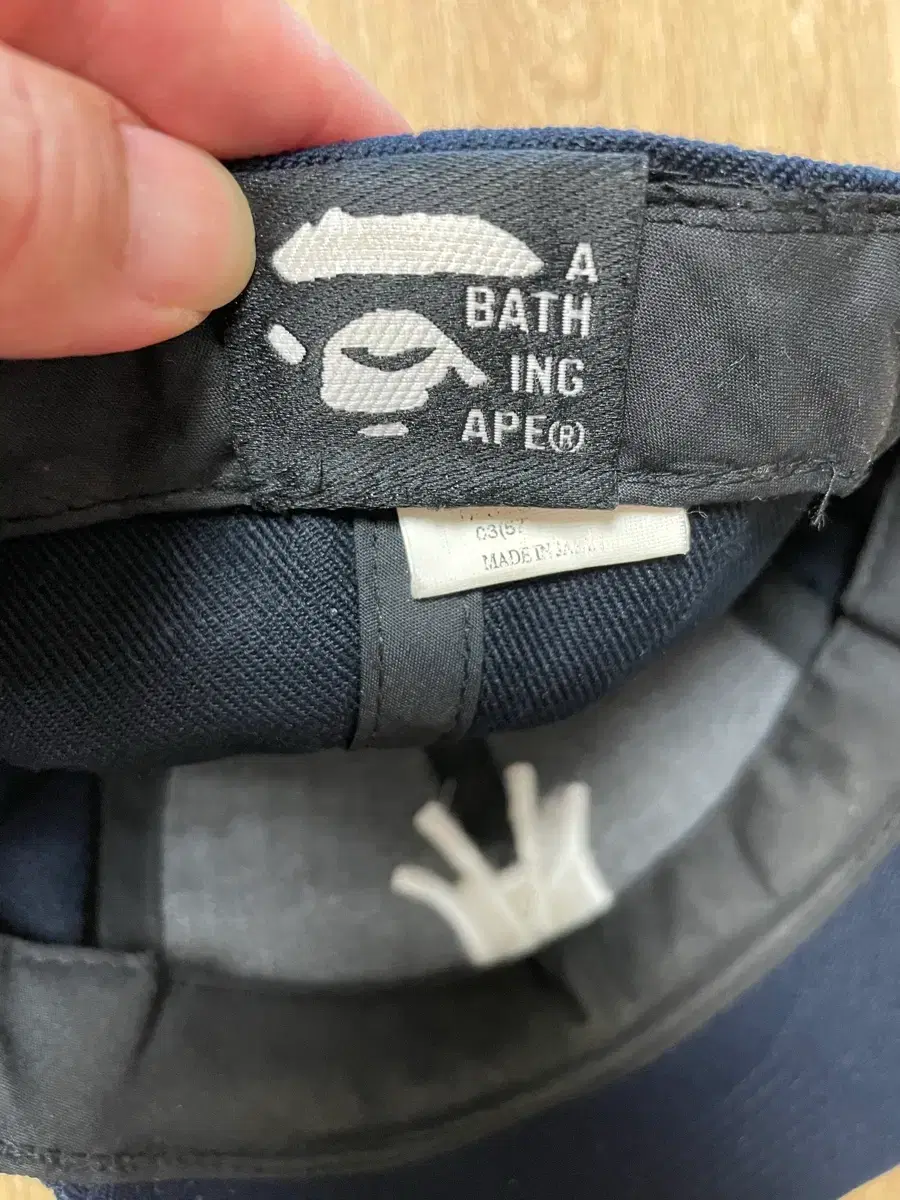 A
BATH
ING
APE®
03(57
MADE IN JAPAN